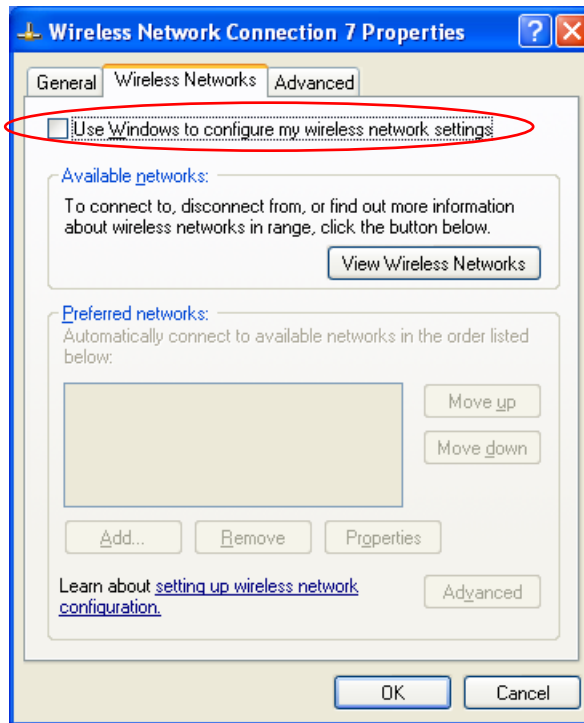 Wireless Network Connection 7 Properties
General
Wireless Networks
Advanced
Use Windows to configure my wireless network settings
Available networks:
To connect to, disconnect from, or find out more information
about wireless networks in range, click the button below.
View Wireless Networks
Preferred networks:
Automatically connect to available networks in the order listed
below:
Move up
Move down
Add...
Remove
Properties
Learn about setting up wireless network
configuration.
Advanced
OK
Cancel